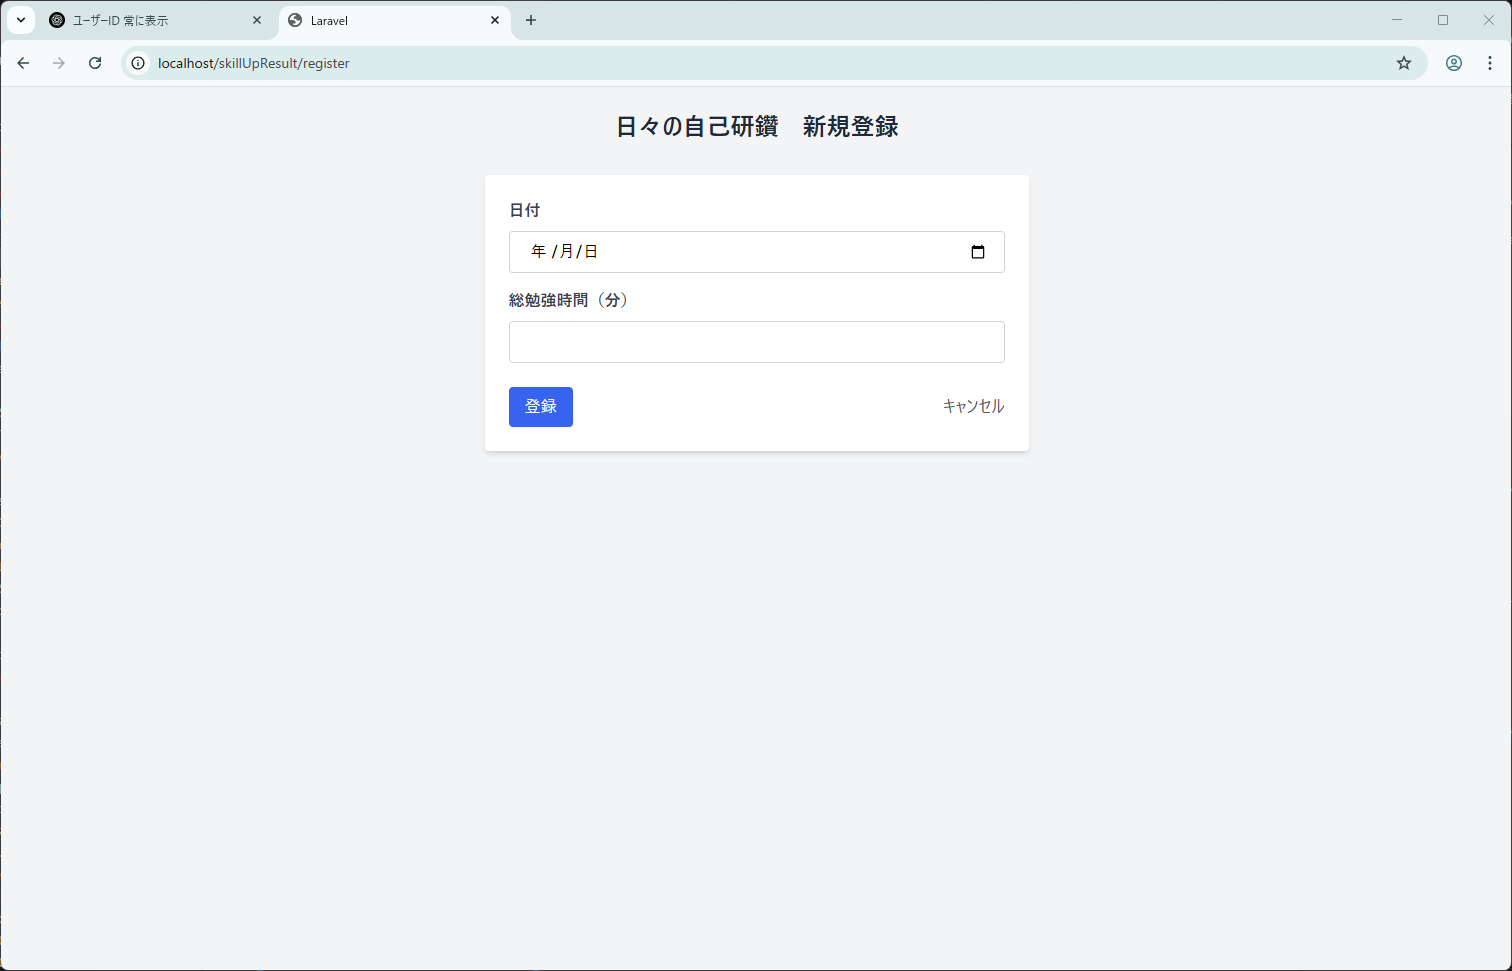 ユーザーID 常に表示
Laravel
localhost/skillUpResult/register
日々の自己研鑽　新規登録
日付
年 /月/日
総勉強時間（分）
登録
キャンセル